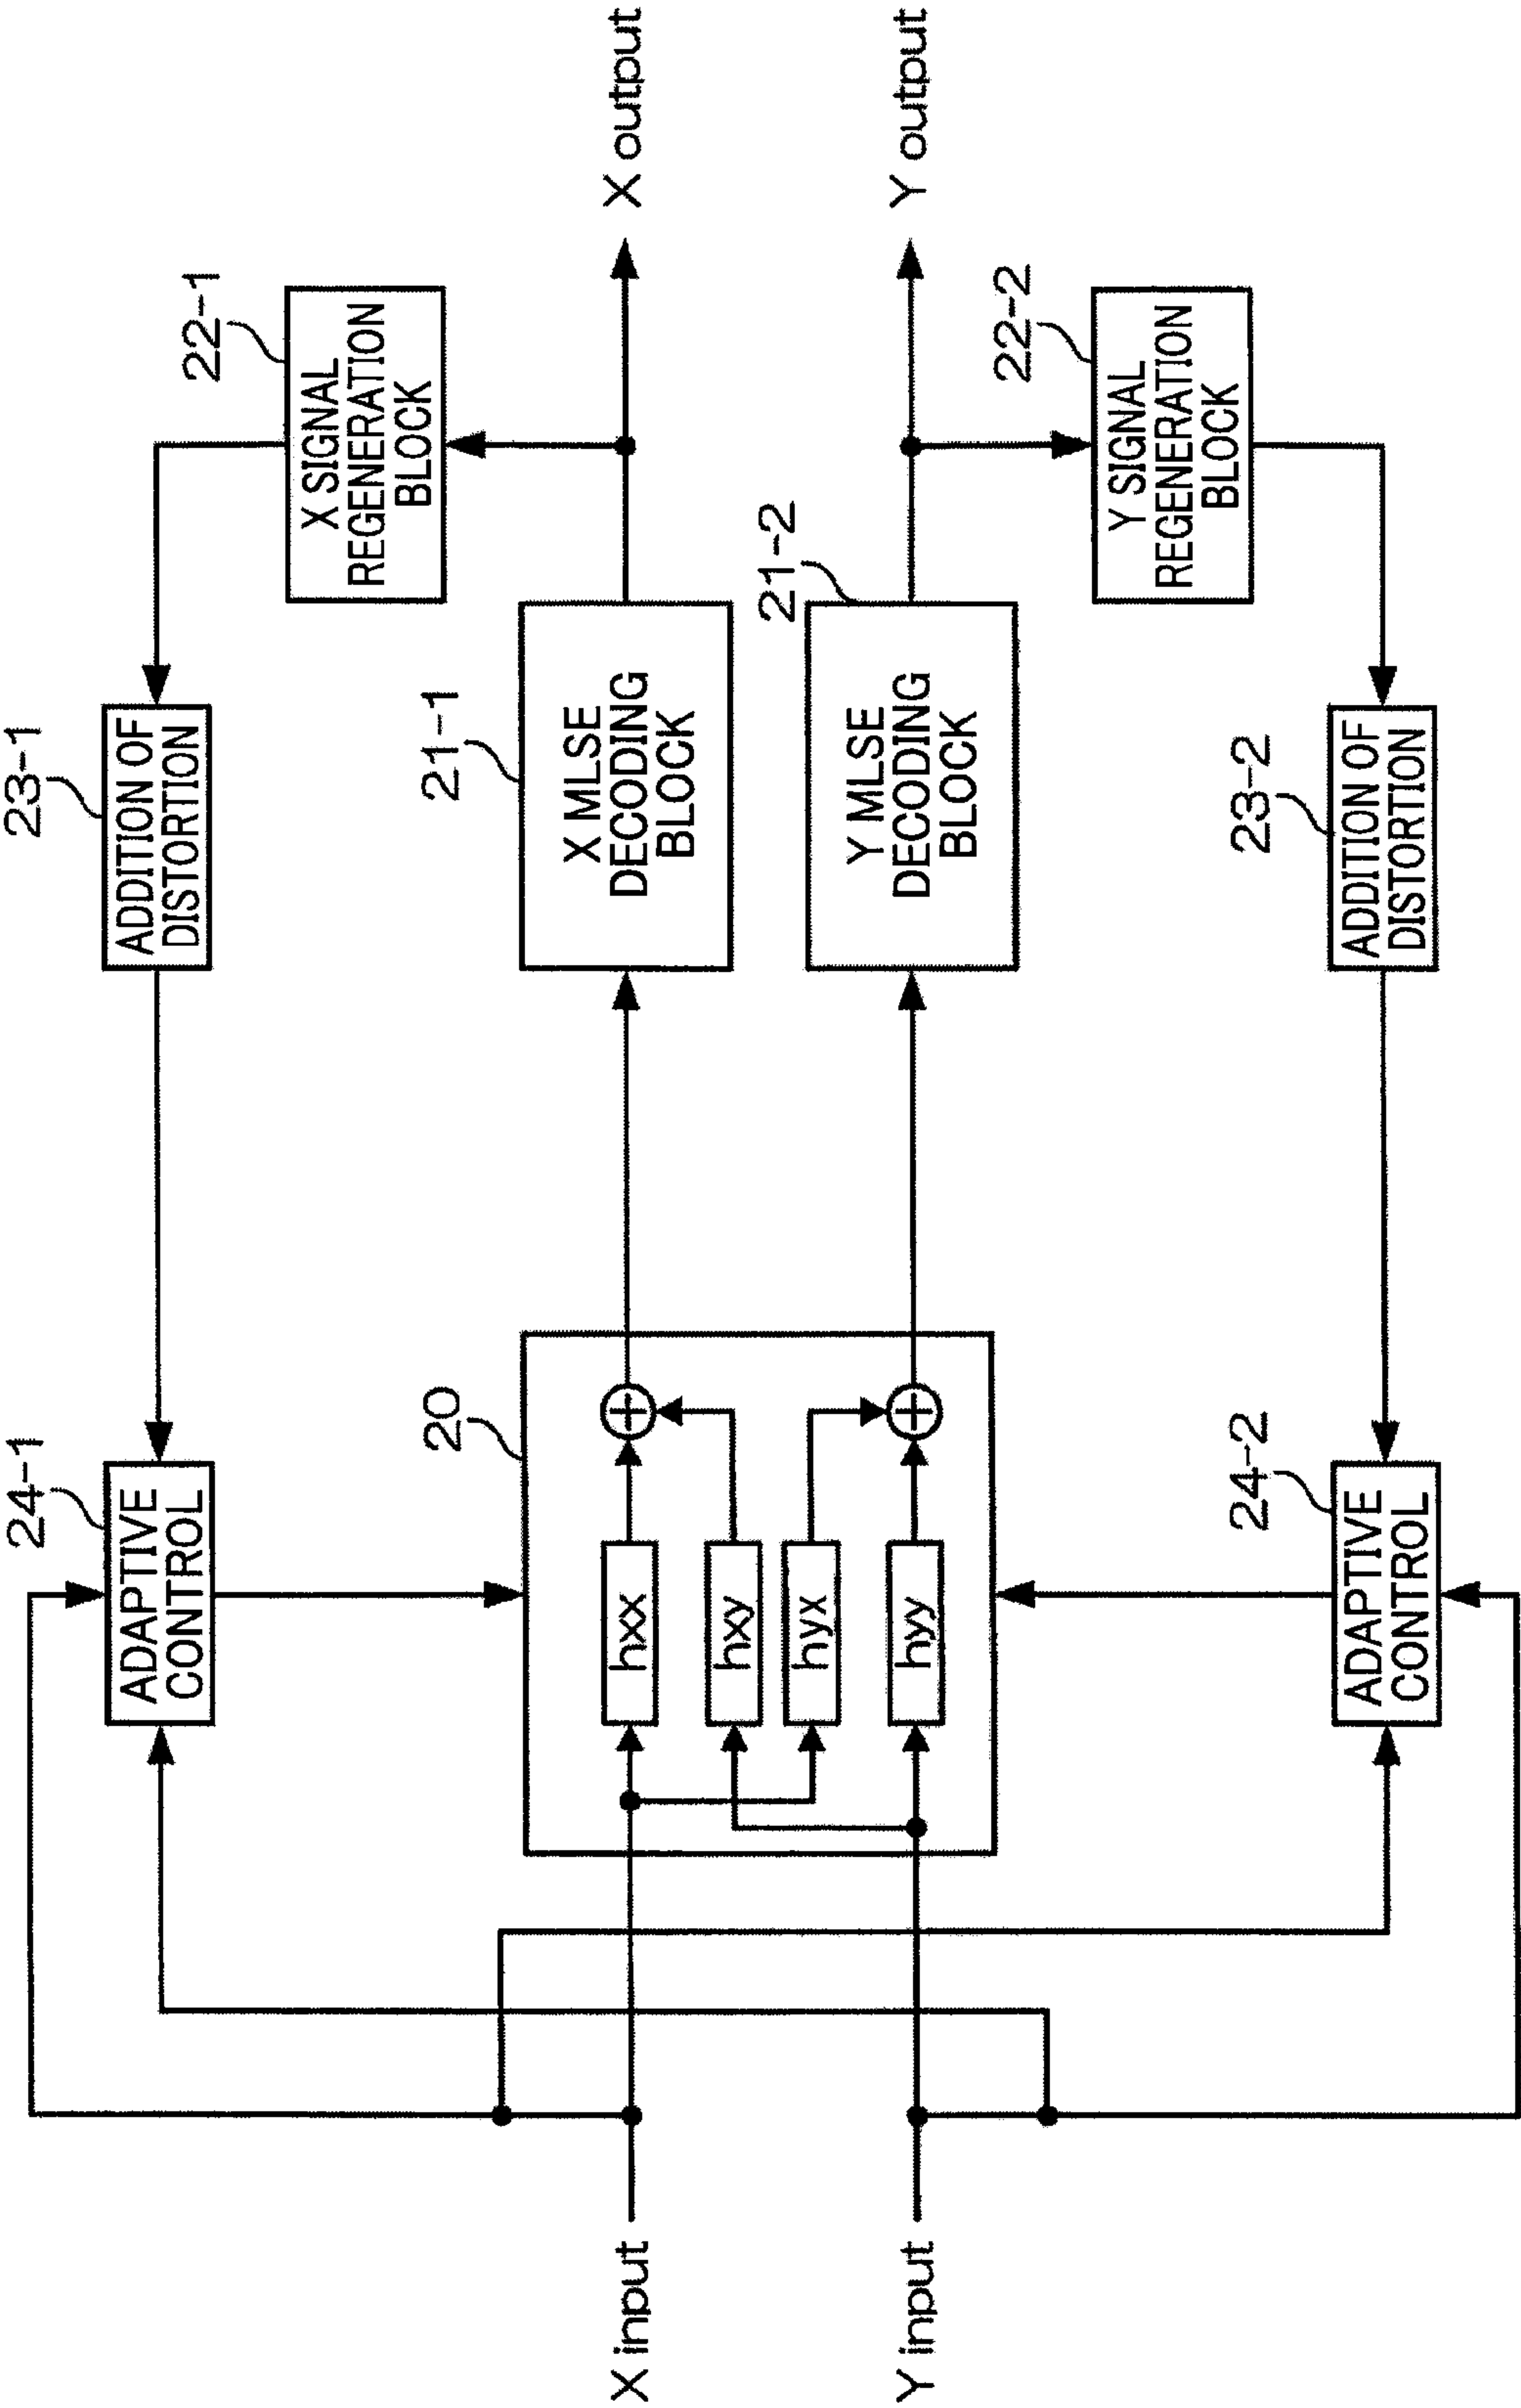 23-1
ADDITION OF
DISTORTION
24-1
ADAPTIVE
CONTROL
22-1
X SIGNAL
REGENERATION
BLOCK
21-1
X MLSE
DECODING
BLOCK
20
hxx
hxy
hyx
hyy
X input
X output
Y input
Y output
21-2
Y MLSE
DECODING
BLOCK
22-2
Y SIGNAL
REGENERATION
BLOCK
24-2
ADAPTIVE
CONTROL
23-2
ADDITION OF
DISTORTION